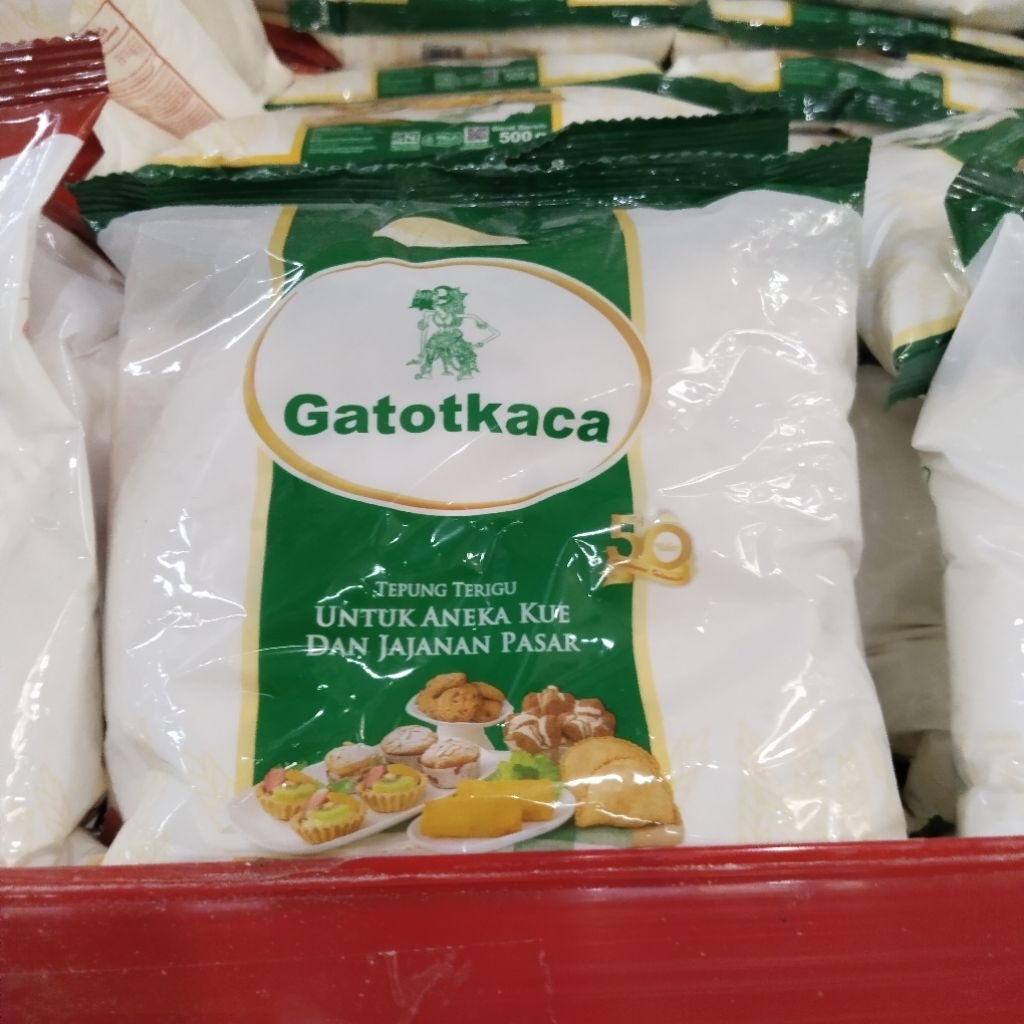 500 g
Gatotkaca
50
TEPUNG TERIGU
UNTUK ANEKA KUE
DAN JAJANAN PASAR